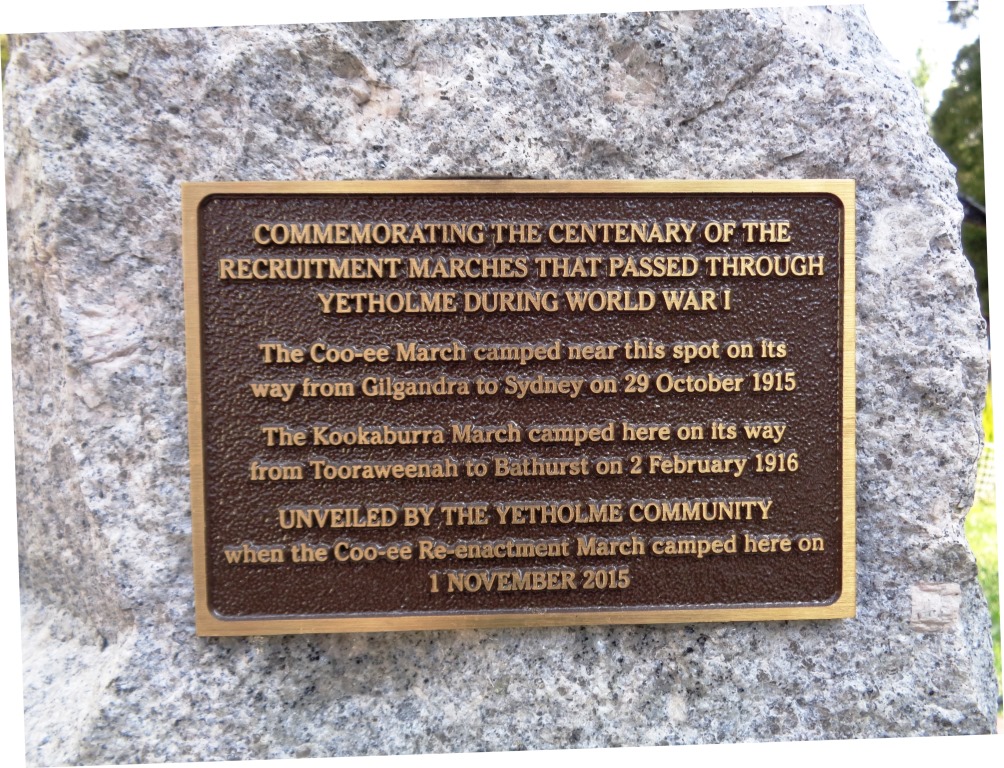 COMMEMORATING THE CENTENARY OF THE
RECRUITMENT MARCHES THAT PASSED THROUGH
YETHOLME DURING WORLD WAR I
The Coo-ee March camped near this spot on its
way from Gilgandra to Sydney on 29 October 1915
The Kookaburra March camped here on its way
from Tooraweenah to Bathurst on 2 February 1916
UNVEILED BY THE YETHOLME COMMUNITY
when the Coo-ee Re-enactment March camped here on
1 NOVEMBER 2015